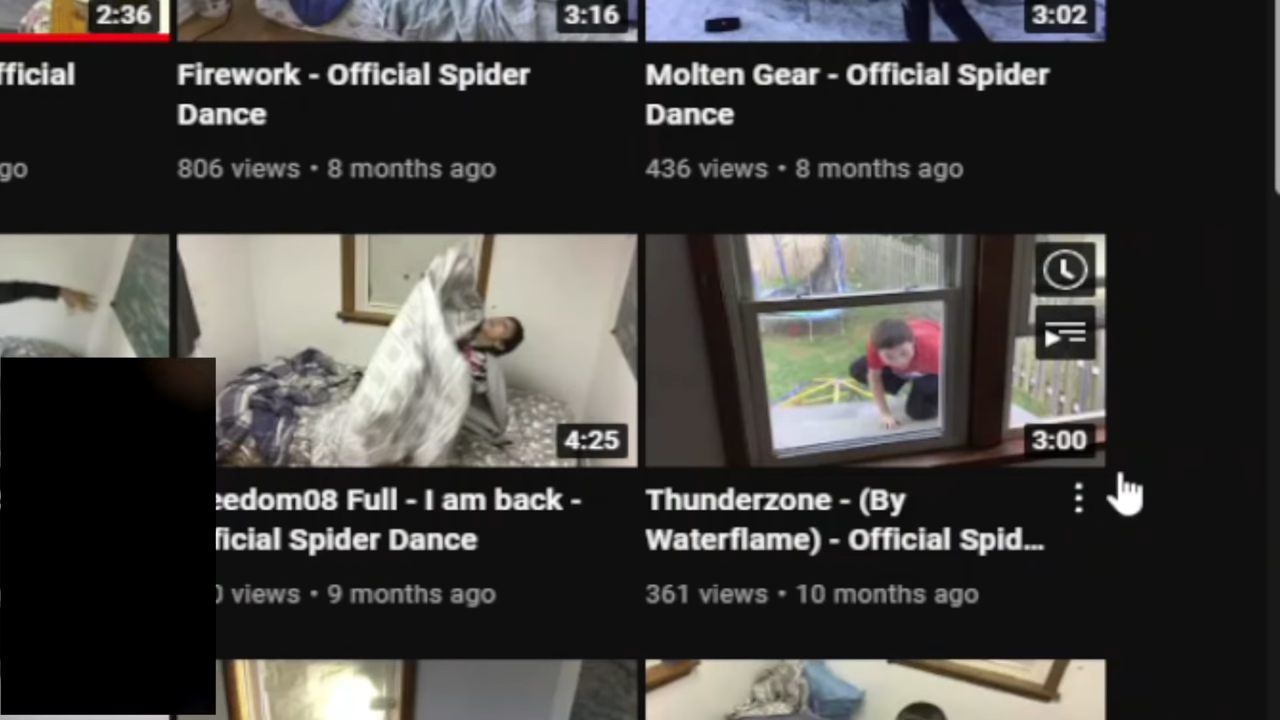 2:36
3:16
3:02
fficial
Firework - Official Spider
Dance
Molten Gear - Official Spider
Dance
go
806 views • 8 months ago
436 views • 8 months ago
4:25
3:00
eedom08 Full - I am back -
ficial Spider Dance
Thunderzone - (By
Waterflame) - Official Spid...
0 views • 9 months ago
361 views • 10 months ago